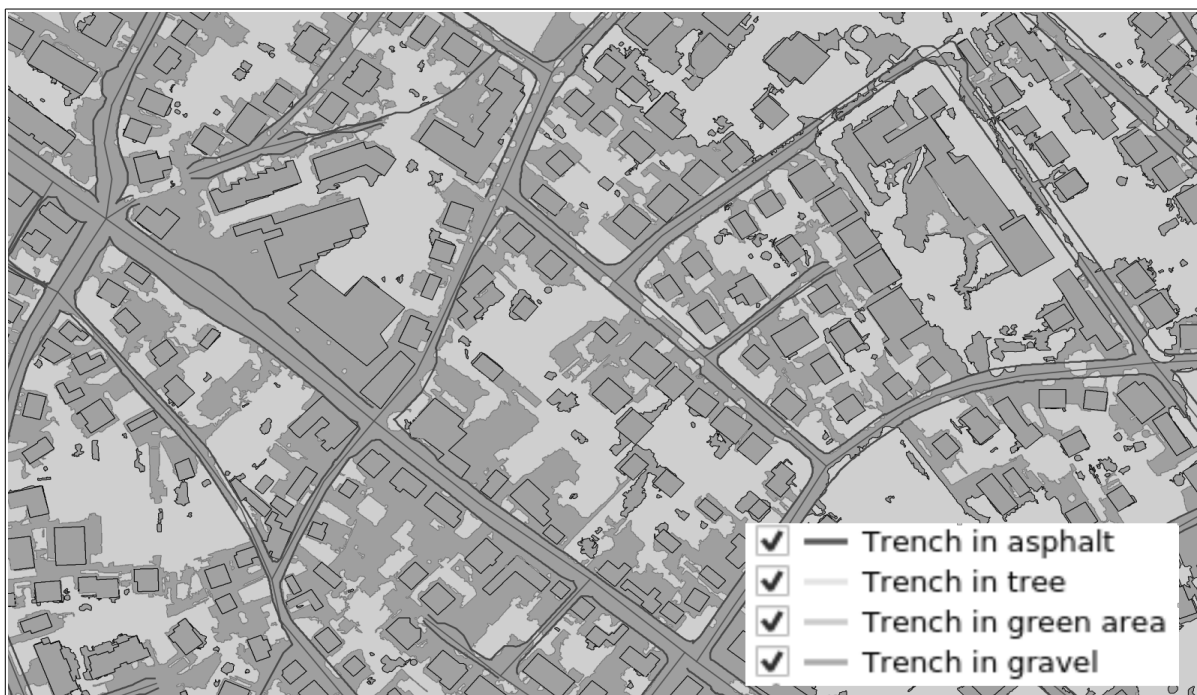 Trench in asphalt
Trench in tree
Trench in green area
Trench in gravel